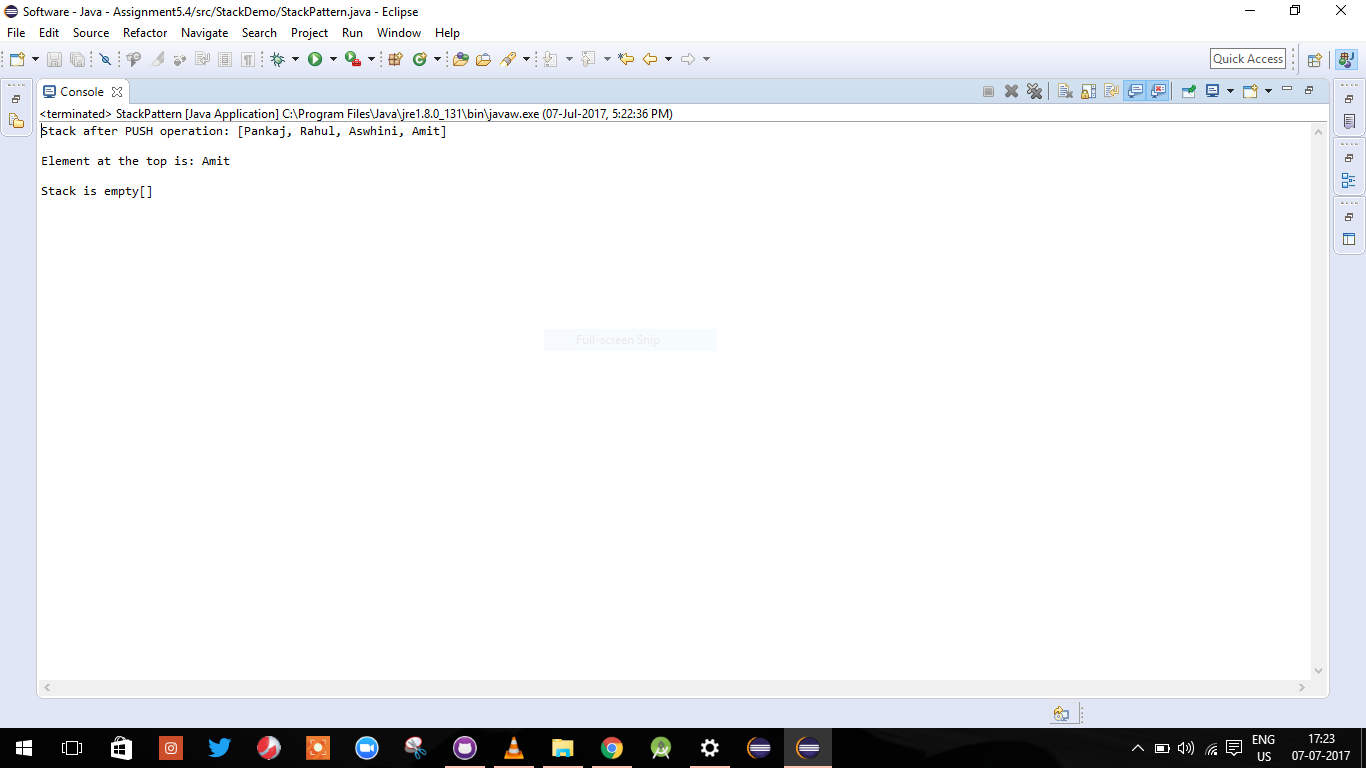 Software - Java - Assignment5.4/src/StackDemo/StackPattern.java - Eclipse
File Edit Source Refactor Navigate Search Project Run Window Help
Quick Access
Console
<terminated> StackPattern [Java Application] C:\Program Files\Java\jre1.8.0_131\bin\javaw.exe (07-Jul-2017, 5:22:36 PM)
Stack after PUSH operation: [Pankaj, Rahul, Aswhini, Amit]
Element at the top is: Amit
Stack is empty[]
Full-screen Snip
ENG 17:23
US 07-07-2017